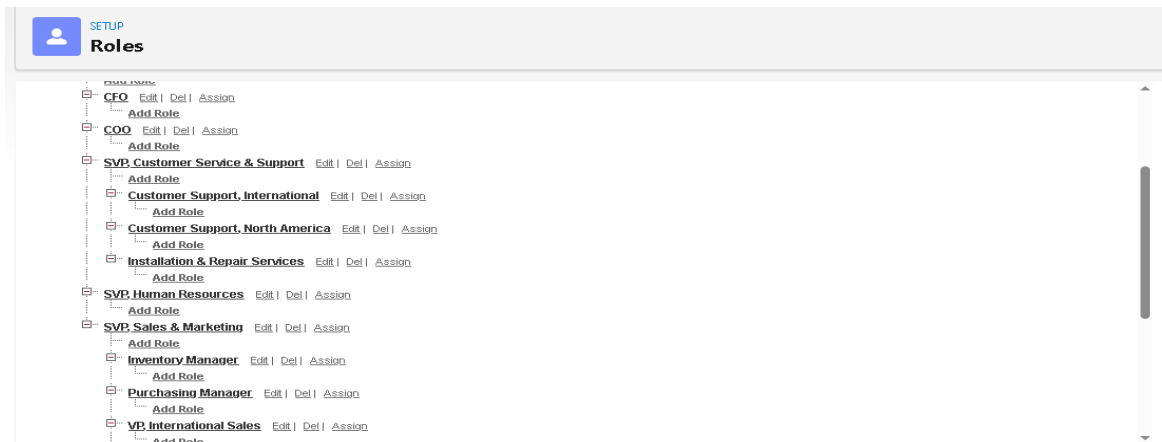 SETUP
Roles
Add Role
CFO Edit | Del | Assign
Add Role
COO Edit | Del | Assign
Add Role
SVP, Customer Service & Support Edit | Del | Assign
Add Role
Customer Support, International Edit | Del | Assign
Add Role
Customer Support, North America Edit | Del | Assign
Add Role
Installation & Repair Services Edit | Del | Assign
Add Role
SVP, Human Resources Edit | Del | Assign
Add Role
SVP, Sales & Marketing Edit | Del | Assign
Add Role
Inventory Manager Edit | Del | Assign
Add Role
Purchasing Manager Edit | Del | Assign
Add Role
VP, International Sales Edit | Del | Assign
Add Role